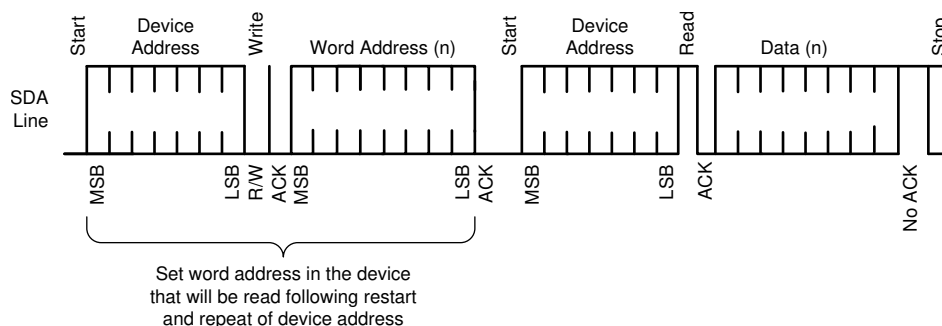 Start
Device
Address
Write
Word Address (n)
Start
Device
Address
Read
Data (n)
Stop
SDA
Line
MSB
LSB
R/W
ACK
MSB
LSB
ACK
MSB
LSB
ACK
No ACK
Set word address in the device
that will be read following restart
and repeat of device address